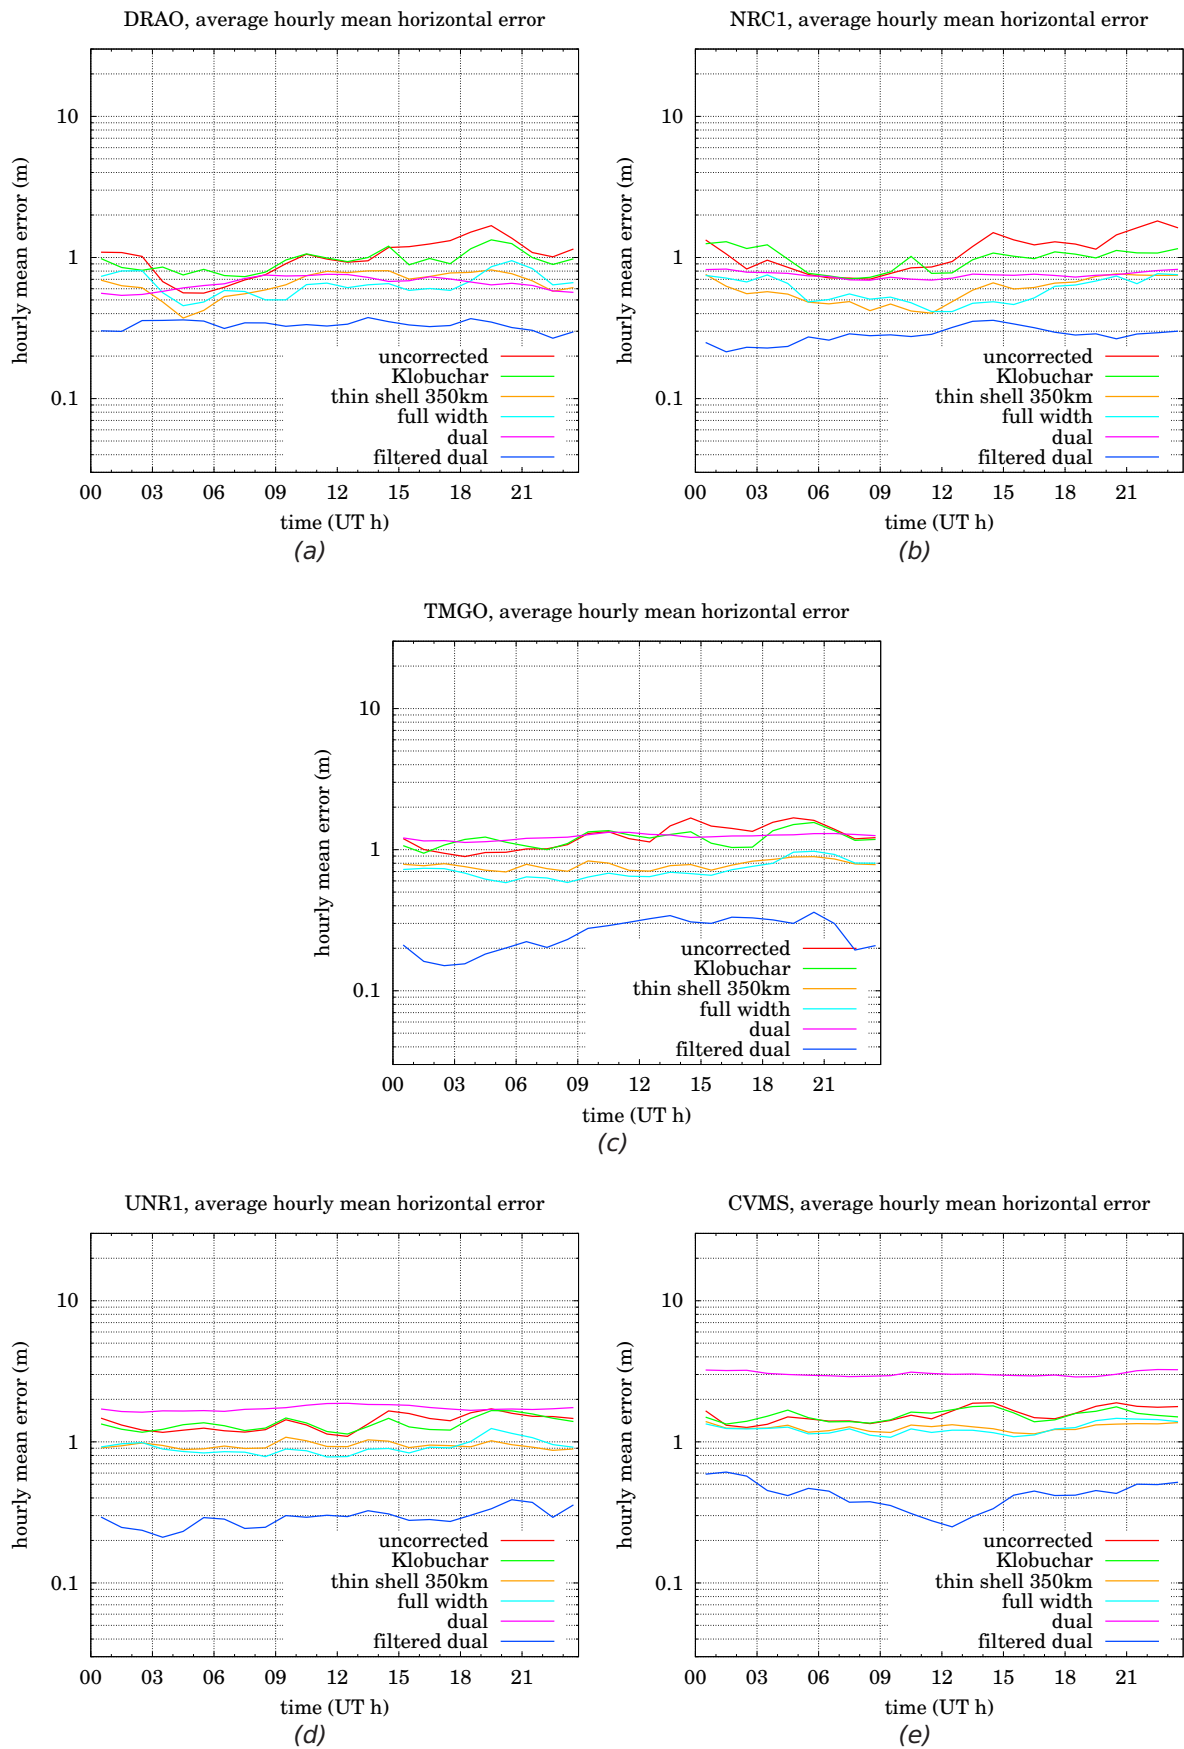 DRAO, average hourly mean horizontal error
hourly mean error (m)
10
1
0.1
uncorrected
Klobuchar
thin shell 350km
full width
dual
filtered dual
00 03 06 09 12 15 18 21
time (UT h)
(a)
NRC1, average hourly mean horizontal error
hourly mean error (m)
10
1
0.1
uncorrected
Klobuchar
thin shell 350km
full width
dual
filtered dual
00 03 06 09 12 15 18 21
time (UT h)
(b)
TMGO, average hourly mean horizontal error
hourly mean error (m)
10
1
0.1
uncorrected
Klobuchar
thin shell 350km
full width
dual
filtered dual
00 03 06 09 12 15 18 21
time (UT h)
(c)
UNR1, average hourly mean horizontal error
hourly mean error (m)
10
1
0.1
uncorrected
Klobuchar
thin shell 350km
full width
dual
filtered dual
00 03 06 09 12 15 18 21
time (UT h)
(d)
CVMS, average hourly mean horizontal error
hourly mean error (m)
10
1
0.1
uncorrected
Klobuchar
thin shell 350km
full width
dual
filtered dual
00 03 06 09 12 15 18 21
time (UT h)
(e)